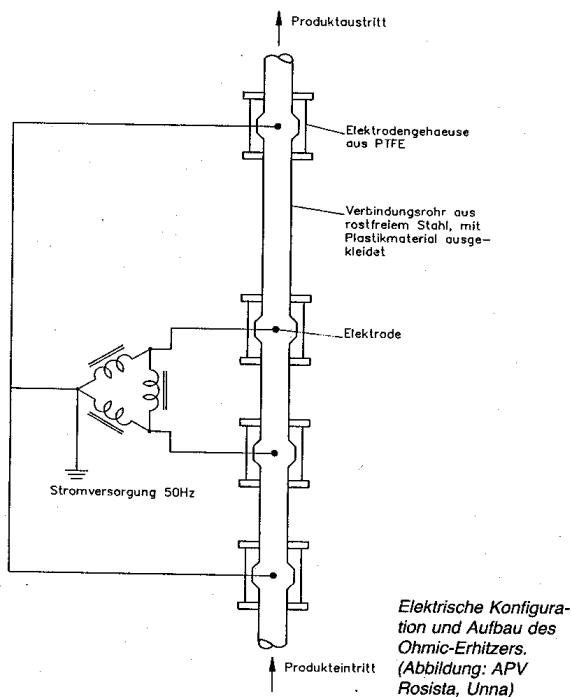 Produktaustritt
Elektrodengehaeuse
aus PTFE
Verbindungsrohr aus
rostfreiem Stahl, mit
Plastikmaterial ausge-
kleidet
Elektrode
Stromversorgung 50Hz
Produkteintritt
Elektrische Konfigura-
tion und Aufbau des
Ohmic-Erhitzers.
(Abbildung: APV
Rosista, Unna)